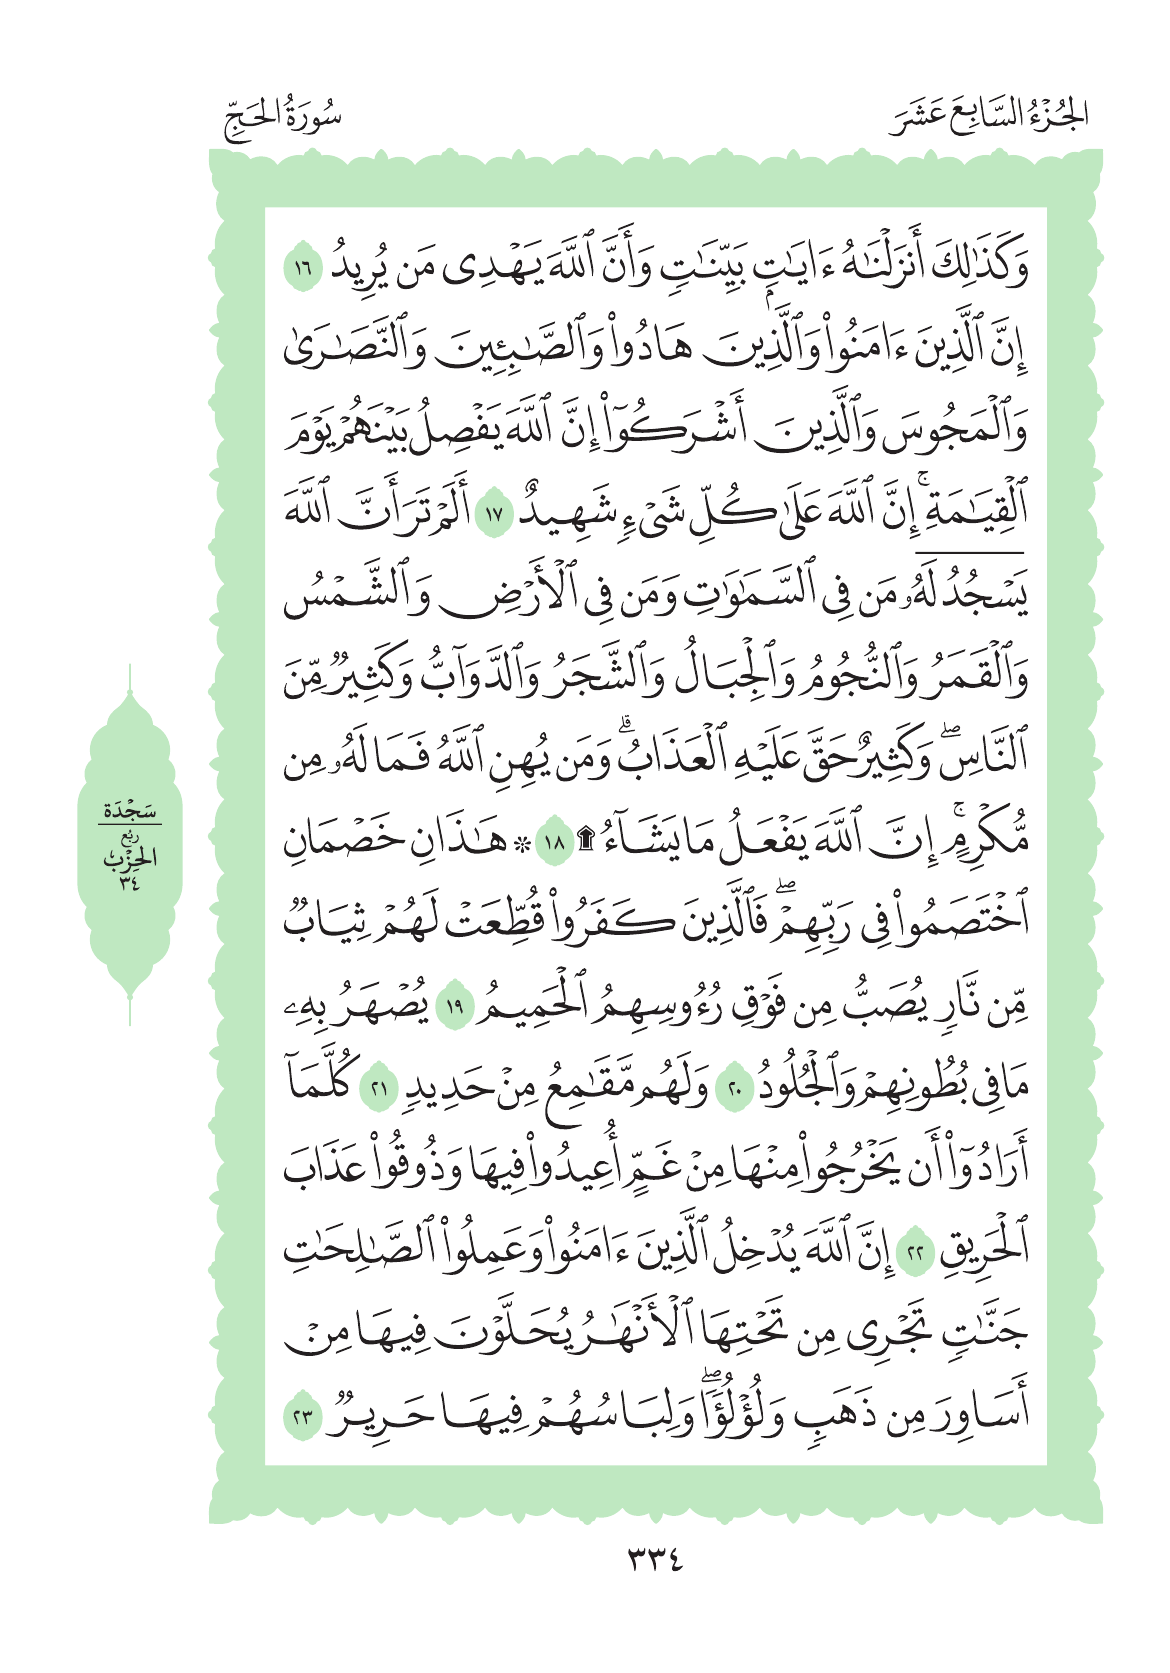 الجُزْءُ السَّابِعَ عَشَرَ
سُورَةُ الحَجِّ
وَكَذَٰلِكَ أَنزَلْنَٰهُ ءَايَٰتٍۭ بَيِّنَٰتٍ وَأَنَّ ٱللَّهَ يَهْدِى مَن يُرِيدُ ١٦
إِنَّ ٱلَّذِينَ ءَامَنُوا۟ وَٱلَّذِينَ هَادُوا۟ وَٱلصَّٰبِـِٔينَ وَٱلنَّصَٰرَىٰ
وَٱلْمَجُوسَ وَٱلَّذِينَ أَشْرَكُوٓا۟ إِنَّ ٱللَّهَ يَفْصِلُ بَيْنَهُمْ يَوْمَ
ٱلْقِيَٰمَةِ ۚ إِنَّ ٱللَّهَ عَلَىٰ كُلِّ شَىْءٍ شَهِيدٌ ١٧ أَلَمْ تَرَ أَنَّ ٱللَّهَ
يَسْجُدُ لَهُۥ مَن فِى ٱلسَّمَٰوَٰتِ وَمَن فِى ٱلْأَرْضِ وَٱلشَّمْسُ
وَٱلْقَمَرُ وَٱلنُّجُومُ وَٱلْجِبَالُ وَٱلشَّجَرُ وَٱلدَّوَآبُّ وَكَثِيرٌ مِّنَ
ٱلنَّاسِ ۖ وَكَثِيرٌ حَقَّ عَلَيْهِ ٱلْعَذَابُ ۗ وَمَن يُهِنِ ٱللَّهُ فَمَا لَهُۥ مِن
مُّكْرِمٍ ۚ إِنَّ ٱللَّهَ يَفْعَلُ مَا يَشَآءُ ۩ ١٨ ۞ هَٰذَانِ خَصْمَانِ
ٱخْتَصَمُوا۟ فِى رَبِّهِمْ ۖ فَٱلَّذِينَ كَفَرُوا۟ قُطِّعَتْ لَهُمْ ثِيَابٌ
مِّن نَّارٍ يُصَبُّ مِن فَوْقِ رُءُوسِهِمُ ٱلْحَمِيمُ ١٩ يُصْهَرُ بِهِۦ
مَا فِى بُطُونِهِمْ وَٱلْجُلُودُ ٢٠ وَلَهُم مَّقَٰمِعُ مِنْ حَدِيدٍ ٢١ كُلَّمَآ
أَرَادُوٓا۟ أَن يَخْرُجُوا۟ مِنْهَا مِنْ غَمٍّ أُعِيدُوا۟ فِيهَا وَذُوقُوا۟ عَذَابَ
ٱلْحَرِيقِ ٢٢ إِنَّ ٱللَّهَ يُدْخِلُ ٱلَّذِينَ ءَامَنُوا۟ وَعَمِلُوا۟ ٱلصَّٰلِحَٰتِ
جَنَّٰتٍ تَجْرِى مِن تَحْتِهَا ٱلْأَنْهَٰرُ يُحَلَّوْنَ فِيهَا مِنْ
أَسَاوِرَ مِن ذَهَبٍ وَلُؤْلُؤًا ۖ وَلِبَاسُهُمْ فِيهَا حَرِيرٌ ٢٣
سَجْدَة
رُبُع
الحِزْب
٣٤
٣٣٤